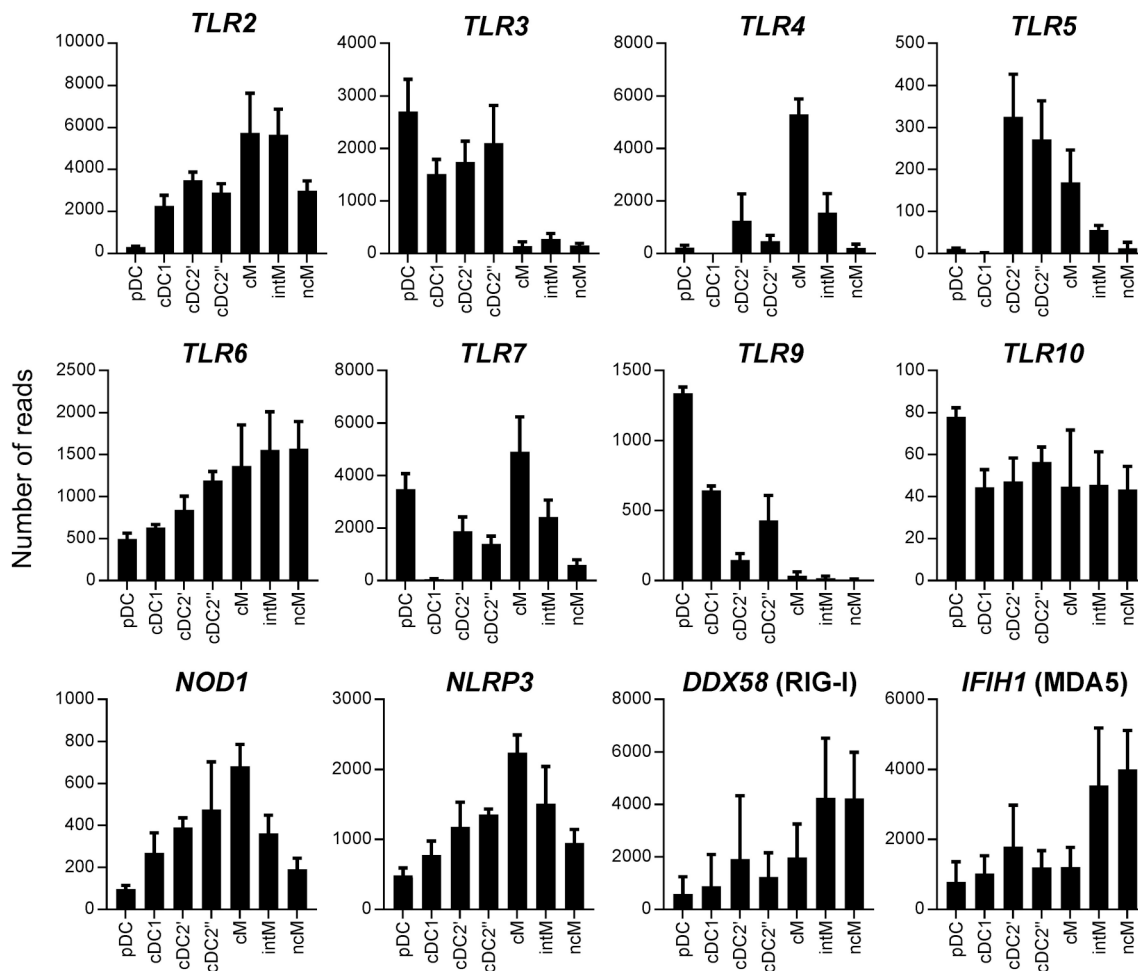 TLR2 TLR3 TLR4 TLR5
10000 4000 8000 500
8000 400
3000 6000
6000 300
2000 4000
4000 200
1000 2000
2000 100
0 0 0 0
pDC cDC1 cDC2' cDC2" cM intM ncM pDC cDC1 cDC2' cDC2" cM intM ncM pDC cDC1 cDC2' cDC2" cM intM ncM pDC cDC1 cDC2' cDC2" cM intM ncM
Number of reads
TLR6 TLR7 TLR9 TLR10
2500 8000 1500 100
2000 80
6000
1500 1000 60
4000
1000 40
500
2000
500 20
0 0 0 0
pDC cDC1 cDC2' cDC2" cM intM ncM pDC cDC1 cDC2' cDC2" cM intM ncM pDC cDC1 cDC2' cDC2" cM intM ncM pDC cDC1 cDC2' cDC2" cM intM ncM
NOD1 NLRP3 DDX58 (RIG-I) IFIH1 (MDA5)
1000 3000 8000 6000
800
6000
2000 4000
600
4000
400
1000 2000
2000
200
0 0 0 0
pDC cDC1 cDC2' cDC2" cM intM ncM pDC cDC1 cDC2' cDC2" cM intM ncM pDC cDC1 cDC2' cDC2" cM intM ncM pDC cDC1 cDC2' cDC2" cM intM ncM